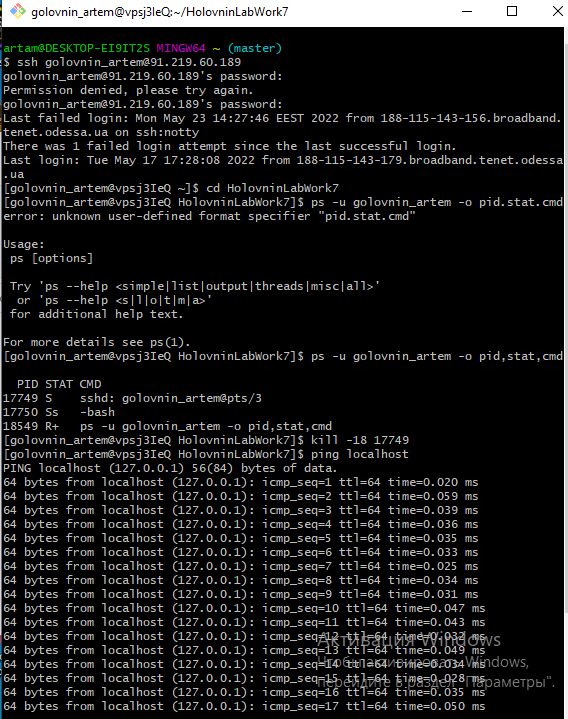 golovnin_artem@vpsj3IeQ:~/HolovninLabWork7
artam@DESKTOP-EI9IT2S MINGW64 ~ (master)
$ ssh golovnin_artem@91.219.60.189
golovnin_artem@91.219.60.189's password:
Permission denied, please try again.
golovnin_artem@91.219.60.189's password:
Last failed login: Mon May 23 14:27:46 EEST 2022 from 188-115-143-156.broadband.
tenet.odessa.ua on ssh:notty
There was 1 failed login attempt since the last successful login.
Last login: Tue May 17 17:28:08 2022 from 188-115-143-179.broadband.tenet.odessa
.ua
[golovnin_artem@vpsj3IeQ ~]$ cd HolovninLabWork7
[golovnin_artem@vpsj3IeQ HolovninLabWork7]$ ps -u golovnin_artem -o pid.stat.cmd
error: unknown user-defined format specifier "pid.stat.cmd"
Usage:
ps [options]
Try 'ps --help <simple|list|output|threads|misc|all>'
or 'ps --help <s|l|o|t|m|a>'
for additional help text.
For more details see ps(1).
[golovnin_artem@vpsj3IeQ HolovninLabWork7]$ ps -u golovnin_artem -o pid,stat,cmd
PID STAT CMD
17749 S    sshd: golovnin_artem@pts/3
17750 Ss   -bash
18549 R+   ps -u golovnin_artem -o pid,stat,cmd
[golovnin_artem@vpsj3IeQ HolovninLabWork7]$ kill -18 17749
[golovnin_artem@vpsj3IeQ HolovninLabWork7]$ ping localhost
PING localhost (127.0.0.1) 56(84) bytes of data.
64 bytes from localhost (127.0.0.1): icmp_seq=1 ttl=64 time=0.020 ms
64 bytes from localhost (127.0.0.1): icmp_seq=2 ttl=64 time=0.059 ms
64 bytes from localhost (127.0.0.1): icmp_seq=3 ttl=64 time=0.039 ms
64 bytes from localhost (127.0.0.1): icmp_seq=4 ttl=64 time=0.036 ms
64 bytes from localhost (127.0.0.1): icmp_seq=5 ttl=64 time=0.035 ms
64 bytes from localhost (127.0.0.1): icmp_seq=6 ttl=64 time=0.033 ms
64 bytes from localhost (127.0.0.1): icmp_seq=7 ttl=64 time=0.025 ms
64 bytes from localhost (127.0.0.1): icmp_seq=8 ttl=64 time=0.034 ms
64 bytes from localhost (127.0.0.1): icmp_seq=9 ttl=64 time=0.031 ms
64 bytes from localhost (127.0.0.1): icmp_seq=10 ttl=64 time=0.047 ms
64 bytes from localhost (127.0.0.1): icmp_seq=11 ttl=64 time=0.043 ms
64 bytes from localhost (127.0.0.1): icmp_seq=12 ttl=64 time=0.032 ms
64 bytes from localhost (127.0.0.1): icmp_seq=13 ttl=64 time=0.049 ms
64 bytes from localhost (127.0.0.1): icmp_seq=14 ttl=64 time=0.034 ms
64 bytes from localhost (127.0.0.1): icmp_seq=15 ttl=64 time=0.028 ms
64 bytes from localhost (127.0.0.1): icmp_seq=16 ttl=64 time=0.035 ms
64 bytes from localhost (127.0.0.1): icmp_seq=17 ttl=64 time=0.050 ms
Активация Windows
Чтобы активировать Windows,
перейдите в раздел "Параметры".